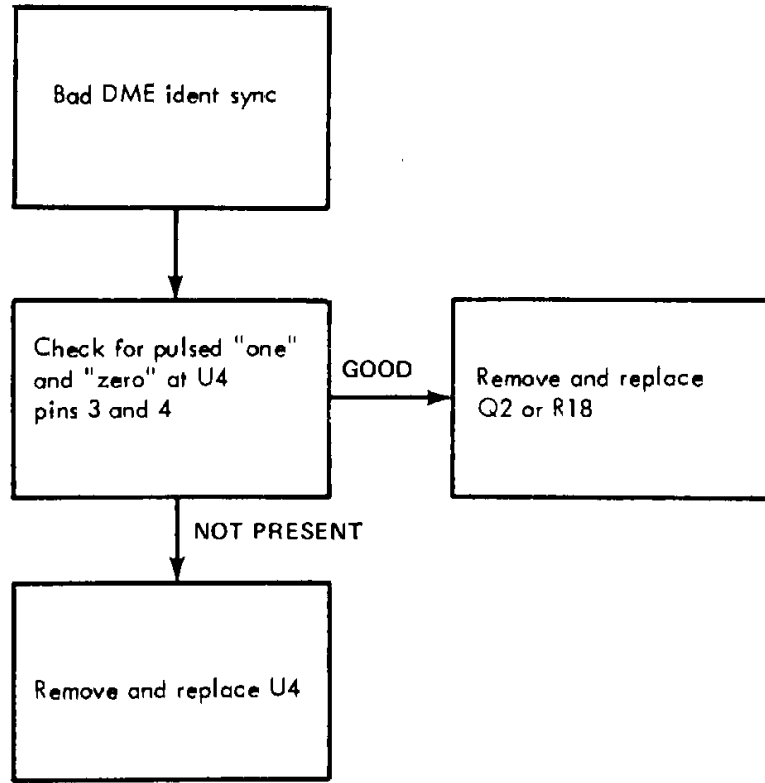 Bad DME ident sync
Check for pulsed "one"
and "zero" at U4
pins 3 and 4
GOOD
Remove and replace
Q2 or R18
NOT PRESENT
Remove and replace U4